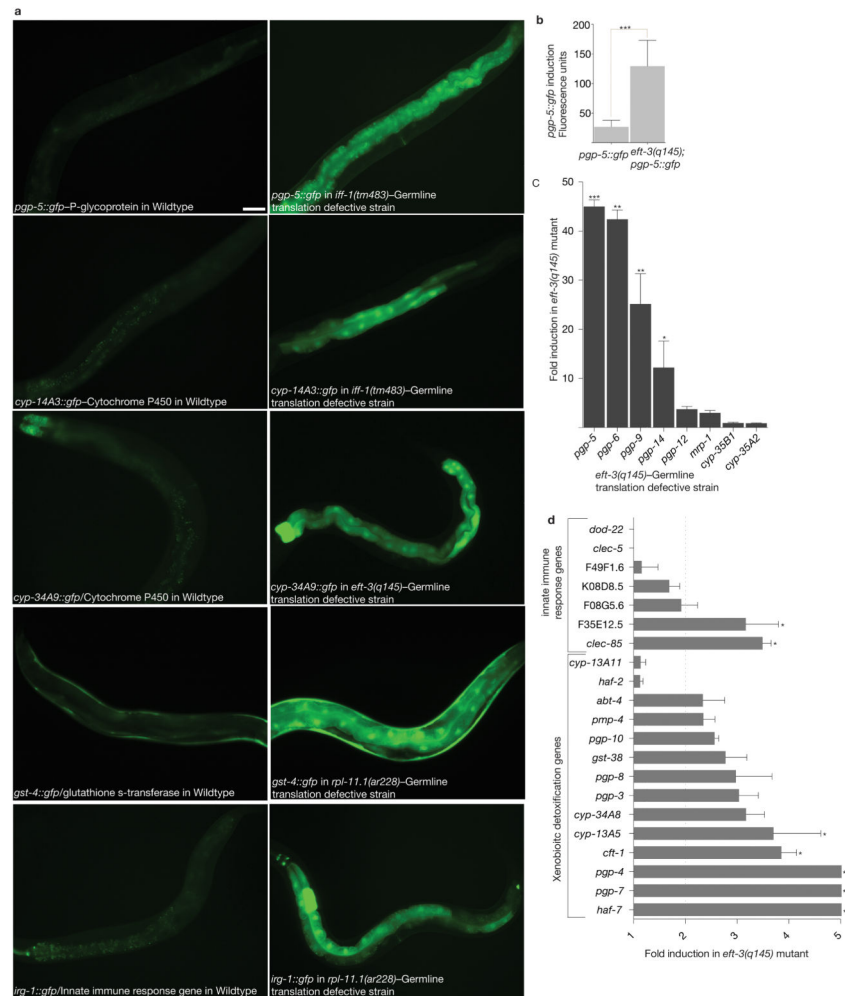 a
pgp-5::gfp–P-glycoprotein in Wildtype
pgp-5::gfp in iff-1(tm483)–Germline
translation defective strain
cyp-14A3::gfp–Cytochrome P450 in Wildtype
cyp-14A3::gfp in iff-1(tm483)–Germline
translation defective strain
cyp-34A9::gfp/Cytochrome P450 in Wildtype
cyp-34A9::gfp in eft-3(q145)–Germline
translation defective strain
gst-4::gfp/glutathione s-transferase in Wildtype
gst-4::gfp in rpl-11.1(ar228)–Germline
translation defective strain
irg-1::gfp/Innate immune response gene in Wildtype
irg-1::gfp in rpl-11.1(ar228)–Germline
translation defective strain
b
pgp-5::gfp induction
Fluorescence units
200
150
100
50
***
pgp-5::gfp
eft-3(q145);
pgp-5::gfp
C
Fold induction in eft-3(q145) mutant
50
40
30
20
10
***
**
**
*
pgp-5
pgp-6
pgp-9
pgp-14
pgp-12
mrp-1
cyp-35B1
cyp-35A2
eft-3(q145)–Germline
translation defective strain
d
innate immune
response genes
dod-22
clec-5
F49F1.6
K08D8.5
F08G5.6
F35E12.5
*
clec-85
*
Xenobioitc detoxification genes
cyp-13A11
haf-2
abt-4
pmp-4
pgp-10
gst-38
pgp-8
pgp-3
cyp-34A8
cyp-13A5
*
cft-1
*
pgp-4
*
pgp-7
*
haf-7
*
1
2
3
4
5
Fold induction in eft-3(q145) mutant